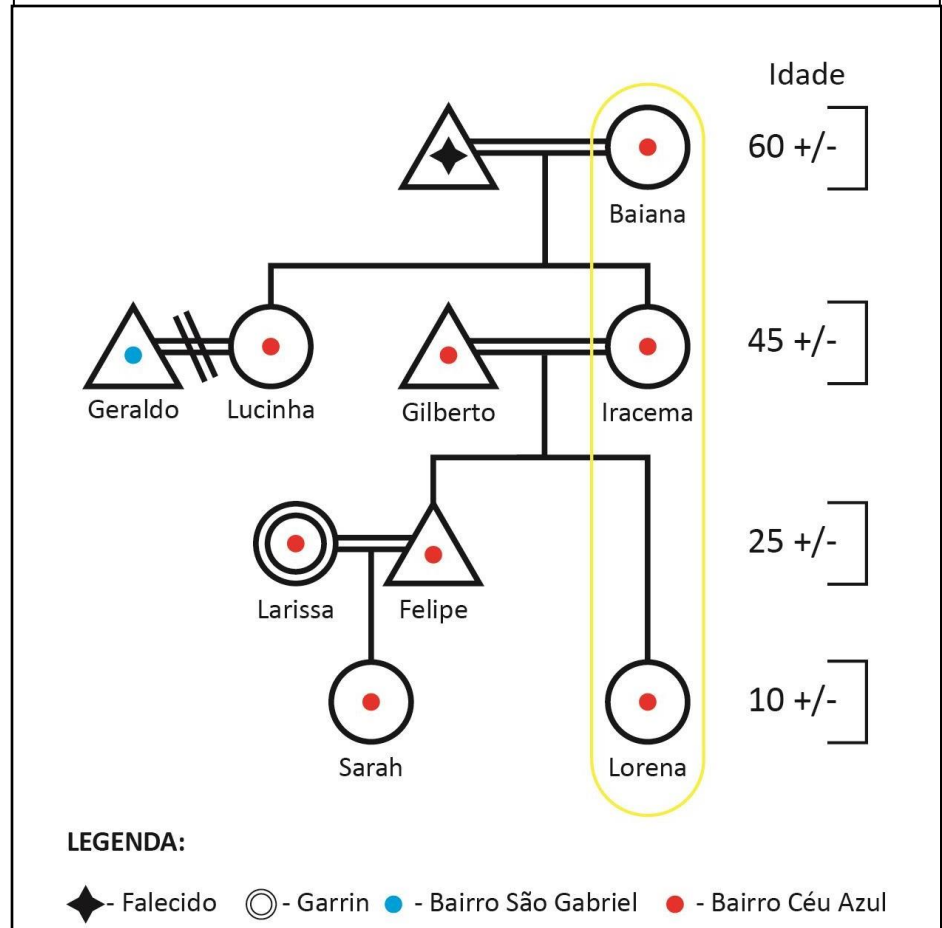 Idade
60 +/-
Baiana
45 +/-
Geraldo Lucinha Gilberto Iracema
25 +/-
Larissa Felipe
10 +/-
Sarah Lorena
LEGENDA:
- Falecido - Garrin - Bairro São Gabriel - Bairro Céu Azul